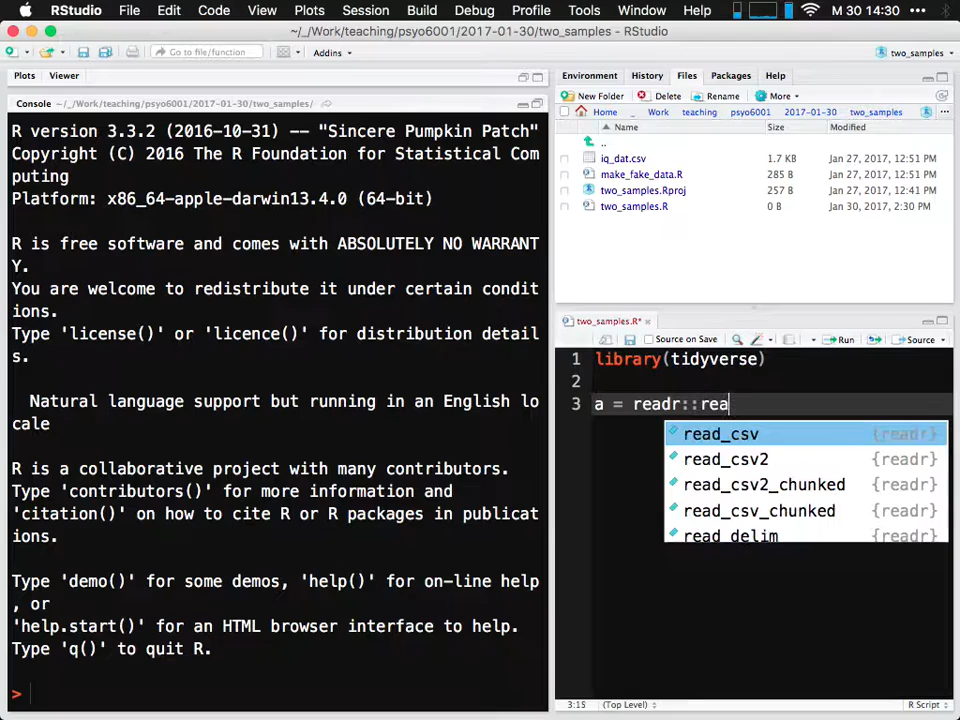 RStudio File Edit Code View Plots Session Build Debug Profile Tools Window Help M 30 14:30
~/_/Work/teaching/psyo6001/2017-01-30/two_samples - RStudio
Go to file/function Addins two_samples
Plots Viewer
Console ~/_/Work/teaching/psyo6001/2017-01-30/two_samples/
R version 3.3.2 (2016-10-31) -- "Sincere Pumpkin Patch"
Copyright (C) 2016 The R Foundation for Statistical Com
puting
Platform: x86_64-apple-darwin13.4.0 (64-bit)
R is free software and comes with ABSOLUTELY NO WARRANT
Y.
You are welcome to redistribute it under certain condit
ions.
Type 'license()' or 'licence()' for distribution detail
s.
Natural language support but running in an English lo
cale
R is a collaborative project with many contributors.
Type 'contributors()' for more information and
'citation()' on how to cite R or R packages in publicat
ions.
Type 'demo()' for some demos, 'help()' for on-line help
, or
'help.start()' for an HTML browser interface to help.
Type 'q()' to quit R.
>
Environment History Files Packages Help
New Folder Delete Rename More
Home _ Work teaching psyo6001 2017-01-30 two_samples ...
Name Size Modified
..
iq_dat.csv 1.7 KB Jan 27, 2017, 12:51 PM
make_fake_data.R 285 B Jan 27, 2017, 12:51 PM
two_samples.Rproj 257 B Jan 27, 2017, 12:41 PM
two_samples.R 0 B Jan 30, 2017, 2:30 PM
two_samples.R*
Source on Save Run Source
1 library(tidyverse)
2
3 a = readr::rea
read_csv {readr}
read_csv2 {readr}
read_csv2_chunked {readr}
read_csv_chunked {readr}
read_delim {readr}
3:15 (Top Level) R Script